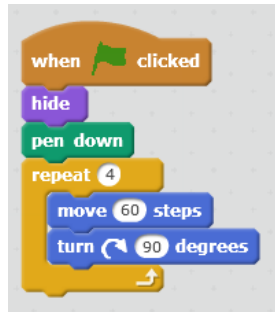 when clicked
hide
pen down
repeat 4
move 60 steps
turn 90 degrees